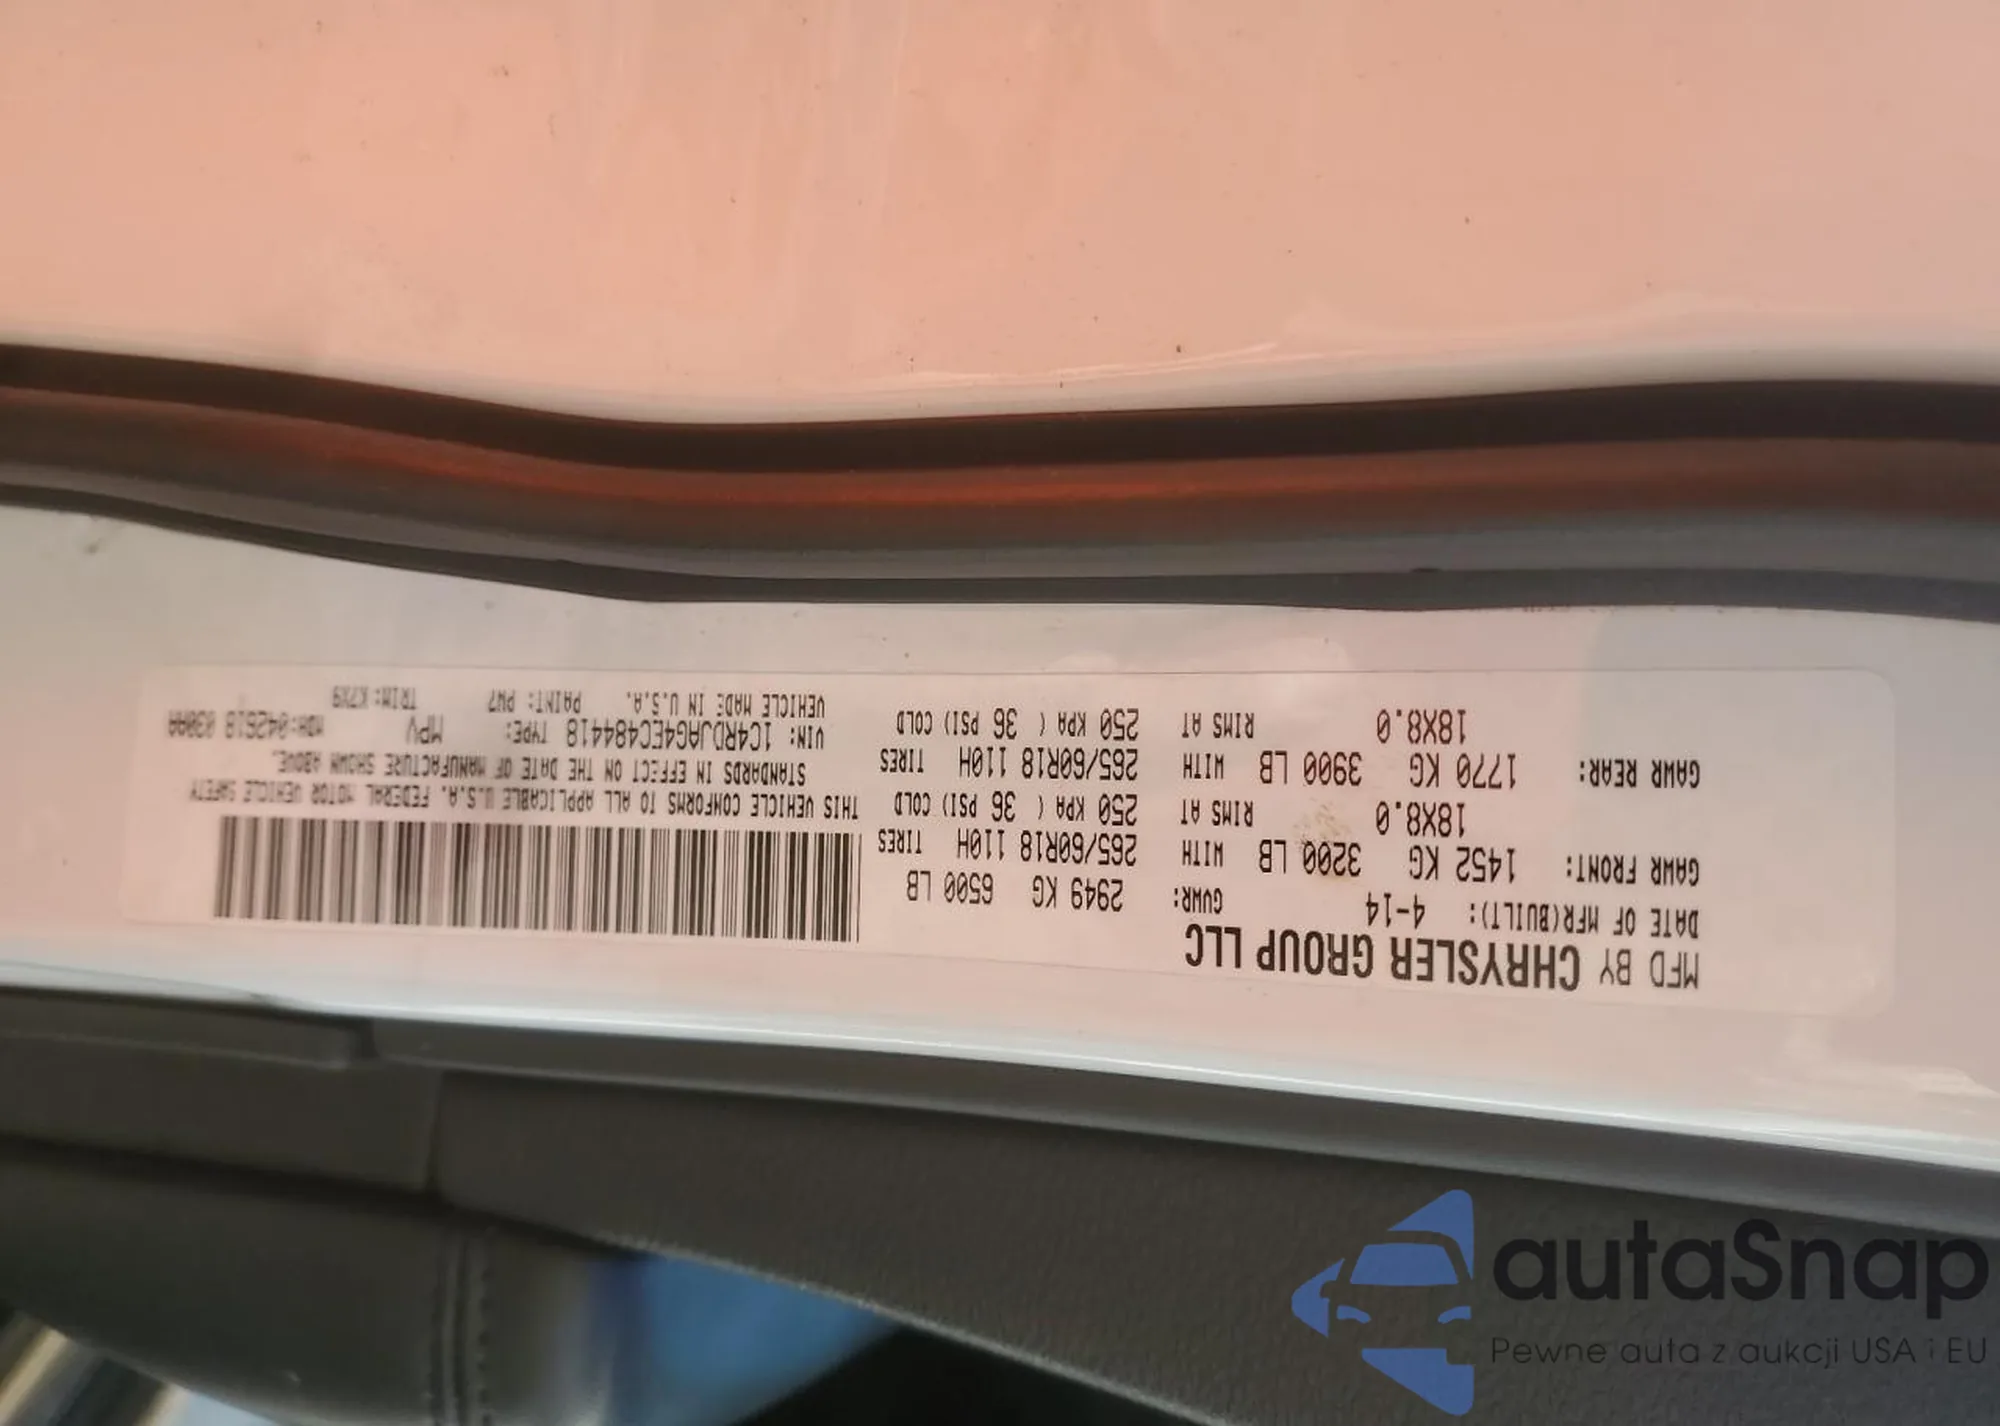 MFD BY CHRYSLER GROUP LLC
DATE OF MFR(BUILT): 4-14 GVWR: 2949 KG 6500 LB
GAWR FRONT: 1452 KG 3200 LB WITH 265/60R18 110H TIRES
18X8.0 RIMS AT 250 KPA ( 36 PSI) COLD
GAWR REAR: 1770 KG 3900 LB WITH 265/60R18 110H TIRES
18X8.0 RIMS AT 250 KPA ( 36 PSI) COLD
THIS VEHICLE CONFORMS TO ALL APPLICABLE U.S.A. FEDERAL MOTOR VEHICLE SAFETY
STANDARDS IN EFFECT ON THE DATE OF MANUFACTURE SHOWN ABOVE.
VIN: 1C4RDJAG4EC484418 TYPE: MPV MDH:042618 030AA
VEHICLE MADE IN U.S.A. PAINT: PW7 TRIM: K7X9
autaSnap
Pewne auta z aukcji USA i EU